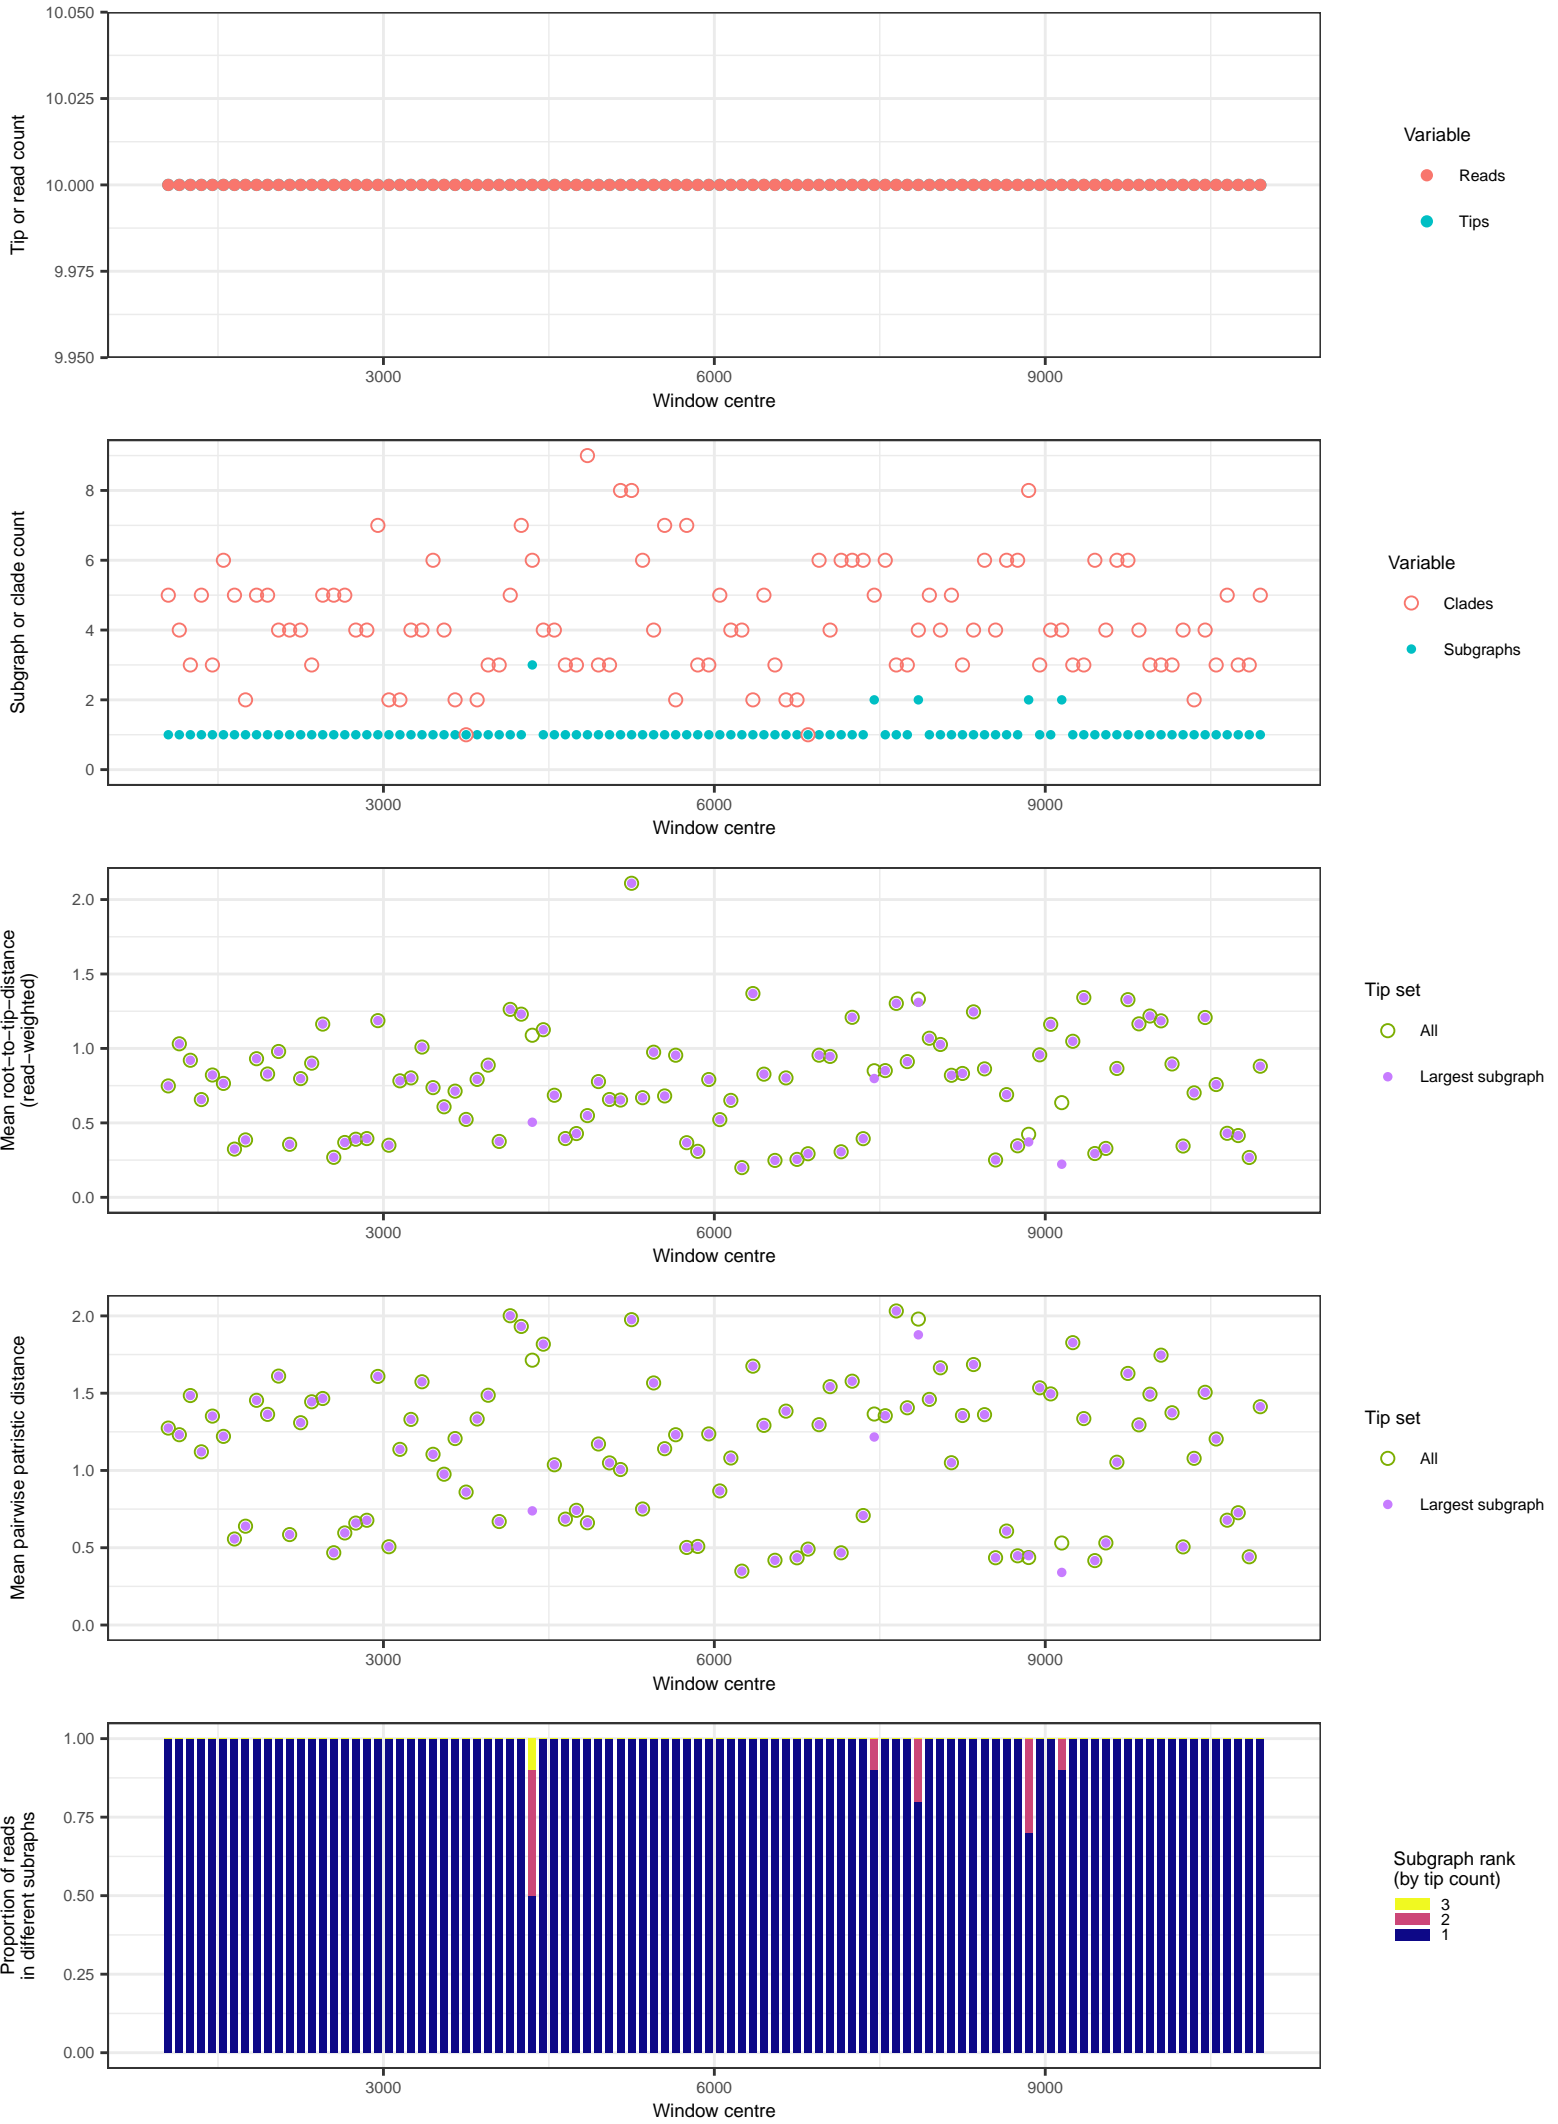 10.050
10.025
10.000
9.975
9.950
Tip or read count
3000
6000
9000
Window centre
Variable
Reads
Tips
8
6
4
2
0
Subgraph or clade count
3000
6000
9000
Window centre
Variable
Clades
Subgraphs
2.0
1.5
1.0
0.5
0.0
Mean root−to−tip−distance
(read−weighted)
3000
6000
9000
Window centre
Tip set
All
Largest subgraph
2.0
1.5
1.0
0.5
0.0
Mean pairwise patristic distance
3000
6000
9000
Window centre
Tip set
All
Largest subgraph
1.00
0.75
0.50
0.25
0.00
Proportion of reads
in different subraphs
3000
6000
9000
Window centre
Subgraph rank
(by tip count)
3
2
1